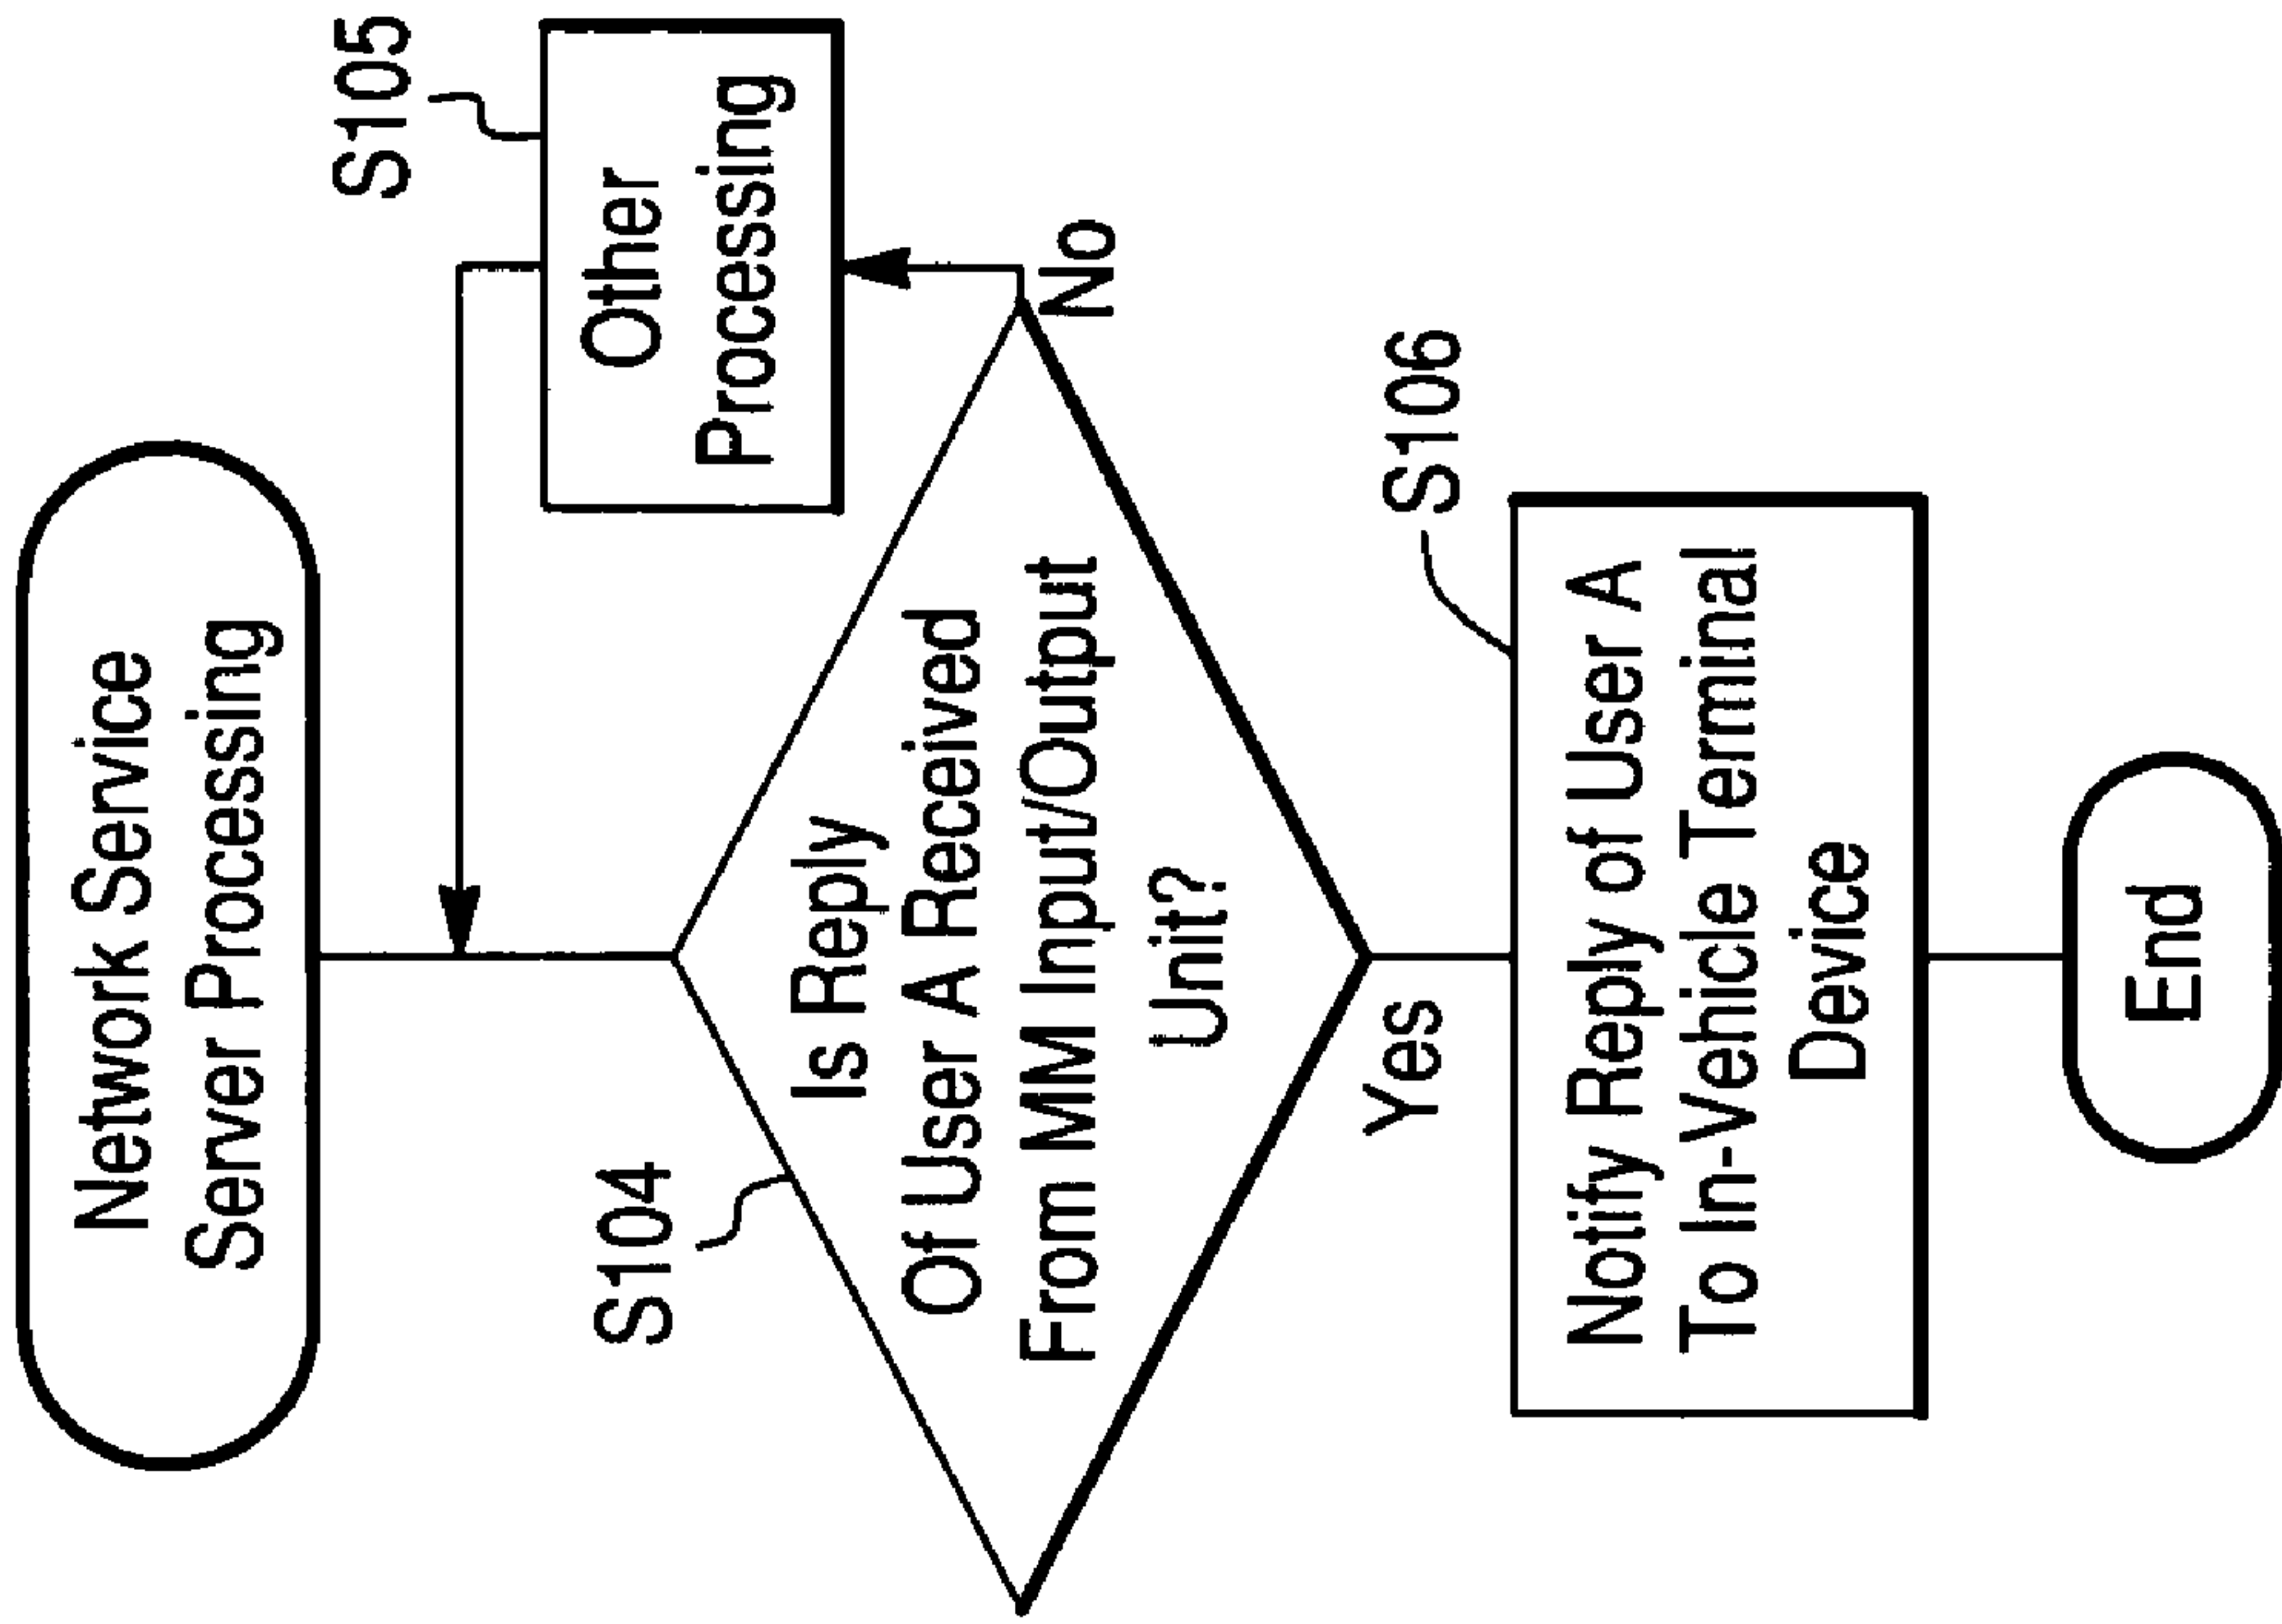 Network Service
Server Processing
S104
Is Reply
Of User A Received
From MM Input/Output
Unit?
No
S105
Other
Processing
Yes
S106
Notify Reply of User A
To In-Vehicle Terminal
Device
End